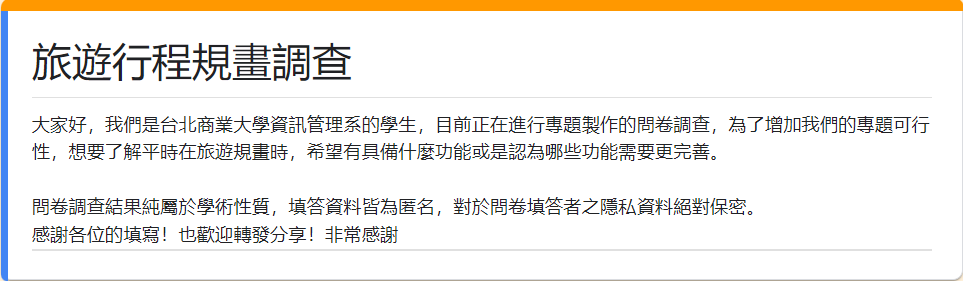 旅遊行程規畫調查
大家好，我們是台北商業大學資訊管理系的學生，目前正在進行專題製作的問卷調查，為了增加我們的專題可行
性，想要了解平時在旅遊規畫時，希望有具備什麼功能或是認為哪些功能需要更完善。
問卷調查結果純屬於學術性質，填答資料皆為匿名，對於問卷填答者之隱私資料絕對保密。
感謝各位的填寫！也歡迎轉發分享！非常感謝